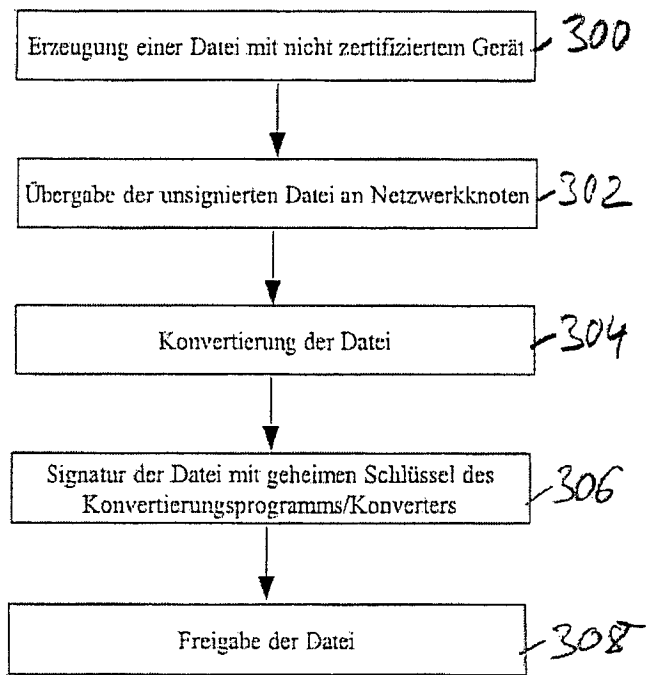 Erzeugung einer Datei mit nicht zertifiziertem Gerät 300
Übergabe der unsignierten Datei an Netzwerkknoten 302
Konvertierung der Datei 304
Signatur der Datei mit geheimen Schlüssel des
Konvertierungsprogramms/Konverters 306
Freigabe der Datei 308